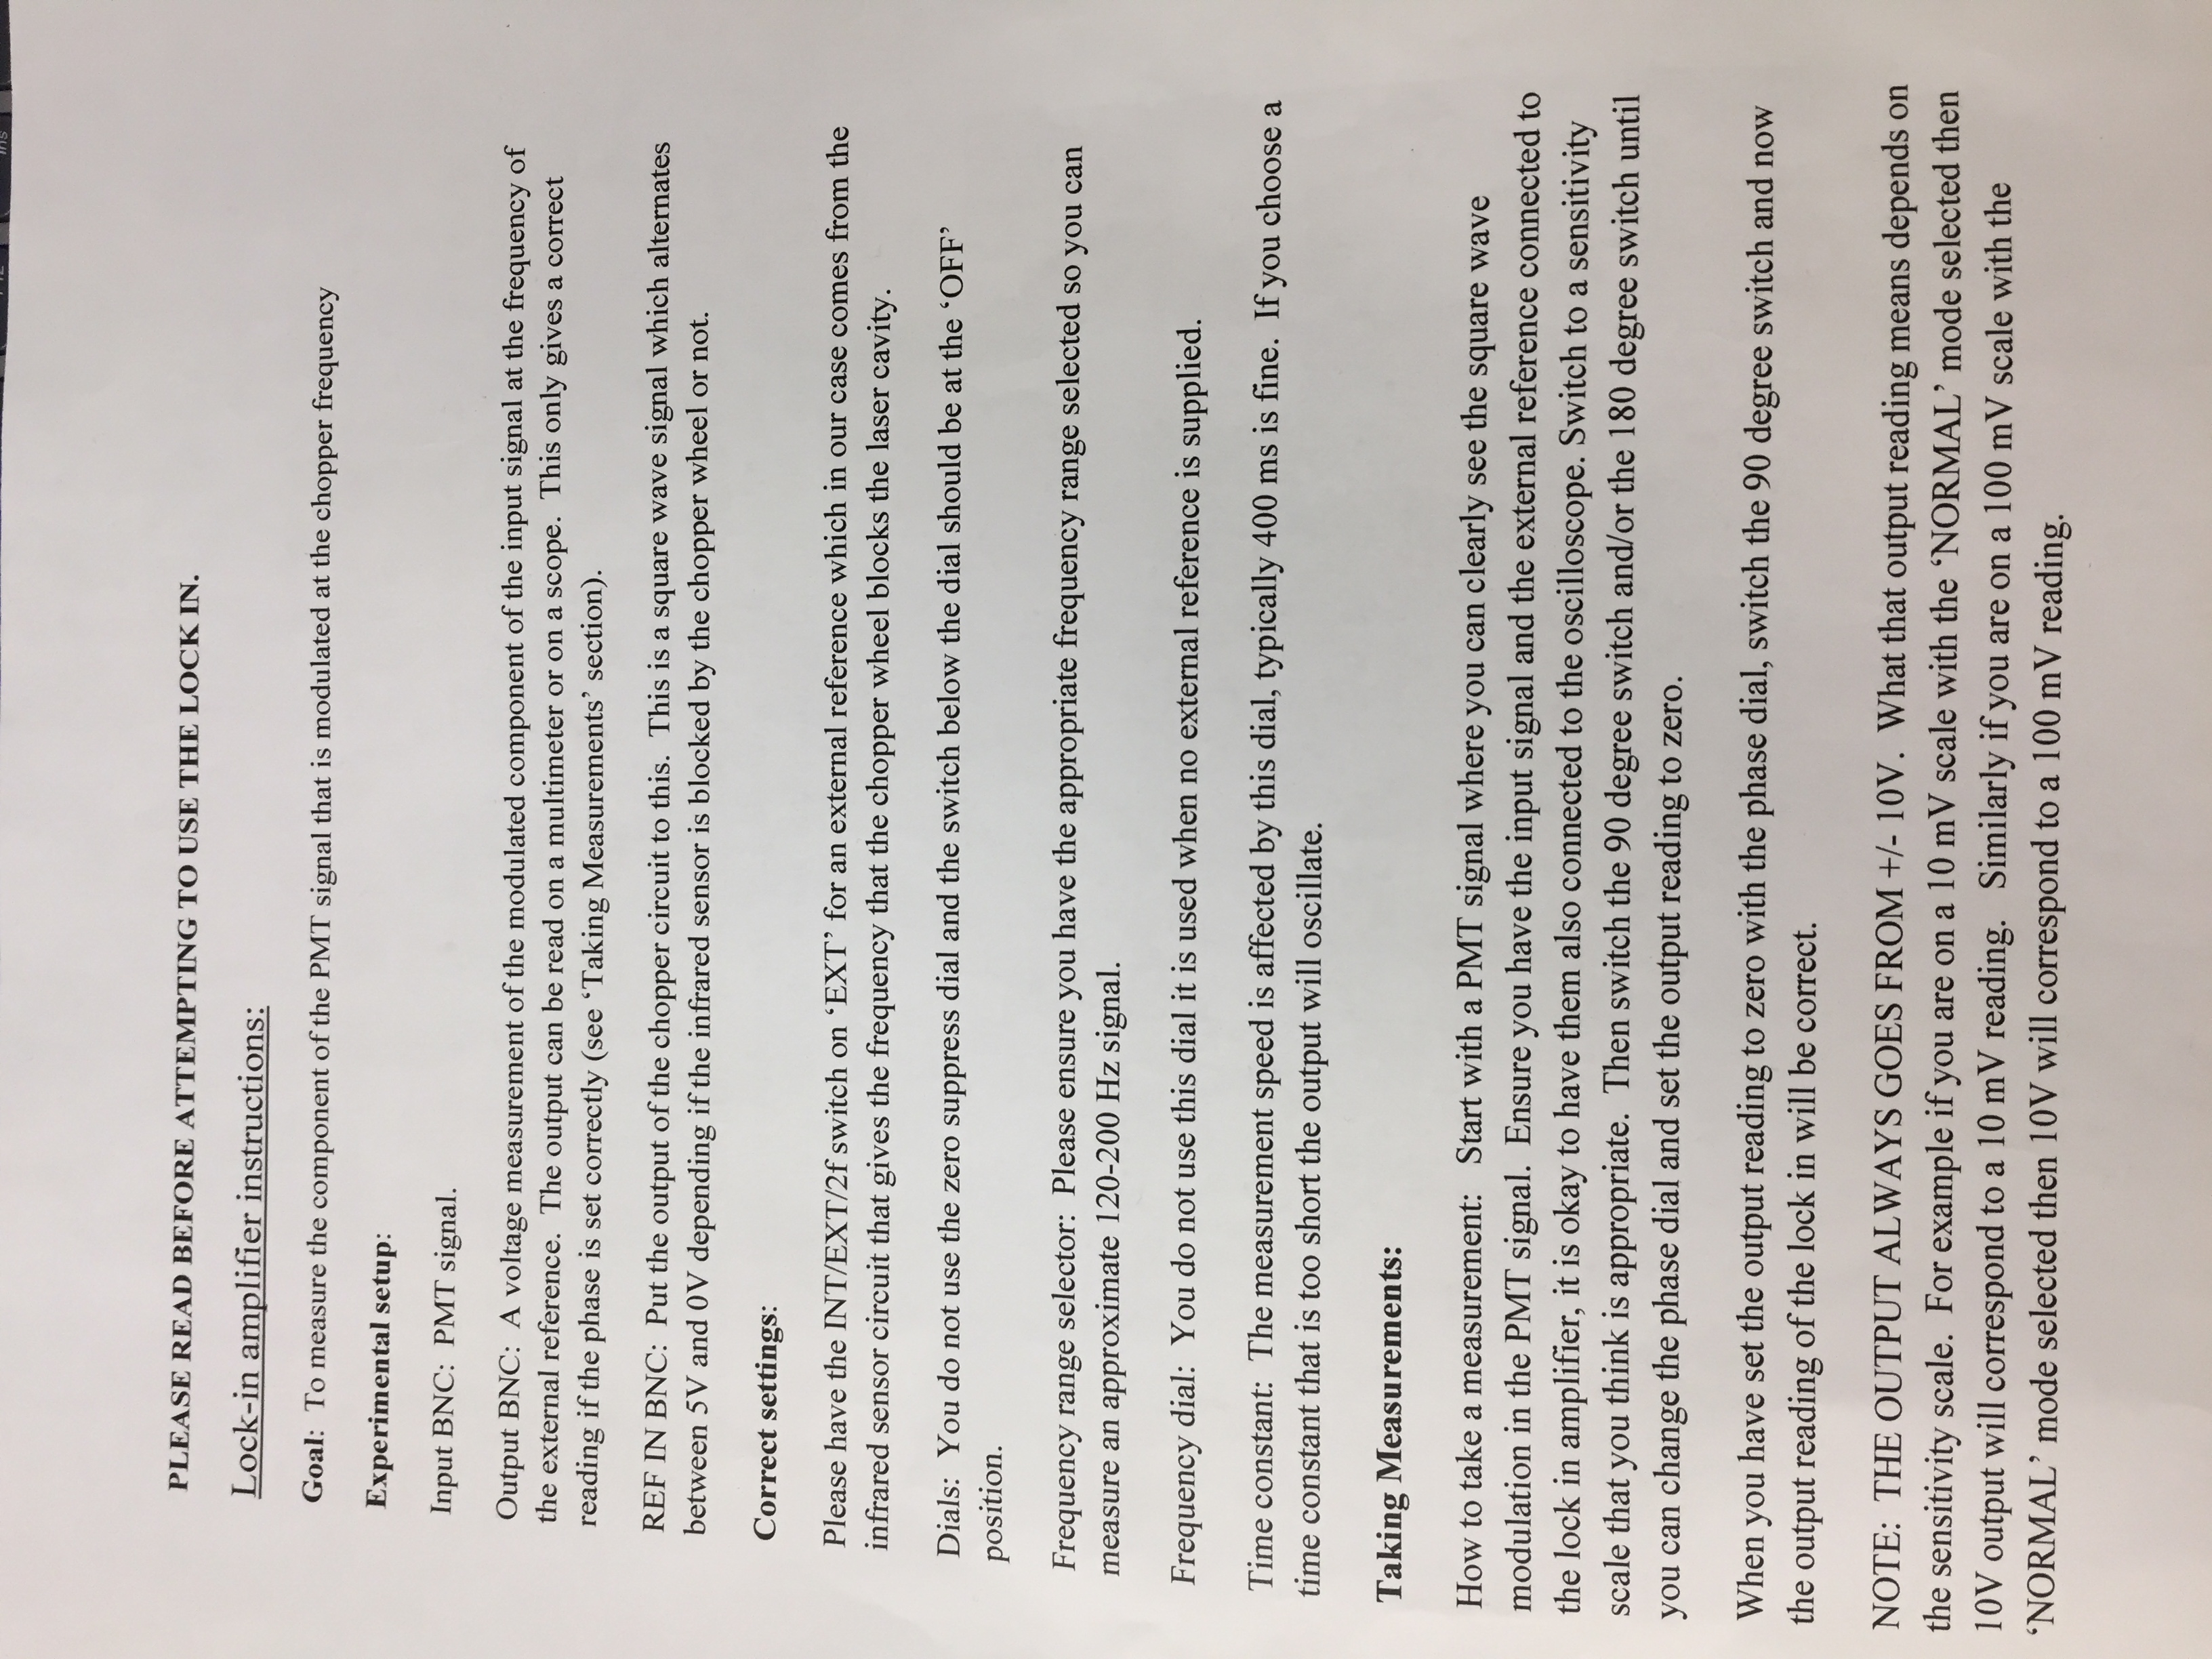 PLEASE READ BEFORE ATTEMPTING TO USE THE LOCK IN.
Lock-in amplifier instructions:
Goal: To measure the component of the PMT signal that is modulated at the chopper frequency
Experimental setup:
Input BNC: PMT signal.
Output BNC: A voltage measurement of the modulated component of the input signal at the frequency of
the external reference. The output can be read on a multimeter or on a scope. This only gives a correct
reading if the phase is set correctly (see ‘Taking Measurements’ section).
REF IN BNC: Put the output of the chopper circuit to this. This is a square wave signal which alternates
between 5V and 0V depending if the infrared sensor is blocked by the chopper wheel or not.
Correct settings:
Please have the INT/EXT/2f switch on ‘EXT’ for an external reference which in our case comes from the
infrared sensor circuit that gives the frequency that the chopper wheel blocks the laser cavity.
Dials: You do not use the zero suppress dial and the switch below the dial should be at the ‘OFF’
position.
Frequency range selector: Please ensure you have the appropriate frequency range selected so you can
measure an approximate 120-200 Hz signal.
Frequency dial: You do not use this dial it is used when no external reference is supplied.
Time constant: The measurement speed is affected by this dial, typically 400 ms is fine. If you choose a
time constant that is too short the output will oscillate.
Taking Measurements:
How to take a measurement: Start with a PMT signal where you can clearly see the square wave
modulation in the PMT signal. Ensure you have the input signal and the external reference connected to
the lock in amplifier, it is okay to have them also connected to the oscilloscope. Switch to a sensitivity
scale that you think is appropriate. Then switch the 90 degree switch and/or the 180 degree switch until
you can change the phase dial and set the output reading to zero.
When you have set the output reading to zero with the phase dial, switch the 90 degree switch and now
the output reading of the lock in will be correct.
NOTE: THE OUTPUT ALWAYS GOES FROM +/- 10V. What that output reading means depends on
the sensitivity scale. For example if you are on a 10 mV scale with the ‘NORMAL’ mode selected then
10V output will correspond to a 10 mV reading. Similarly if you are on a 100 mV scale with the
‘NORMAL’ mode selected then 10V will correspond to a 100 mV reading.